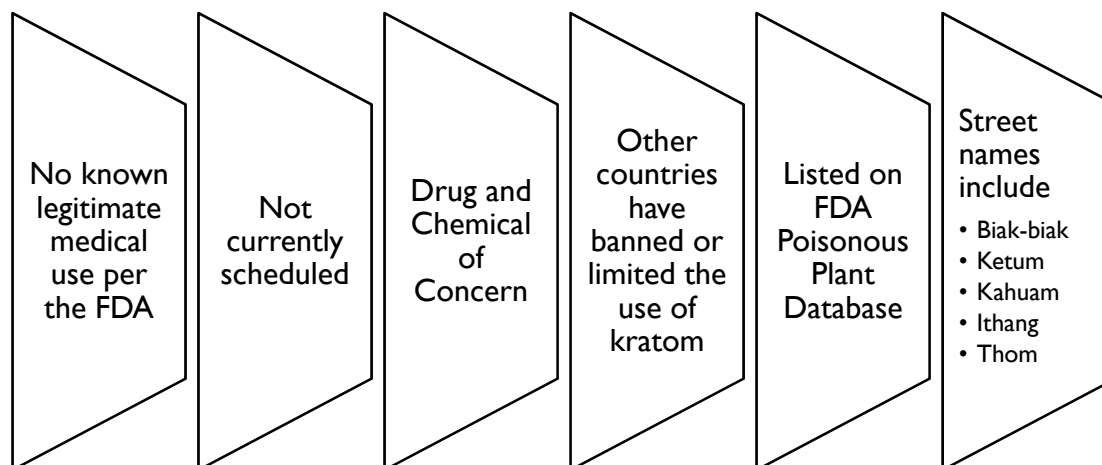 No known
legitimate
medical
use per
the FDA
Not
currently
scheduled
Drug and
Chemical
of
Concern
Other
countries
have
banned or
limited the
use of
kratom
Listed on
FDA
Poisonous
Plant
Database
Street
names
include
• Biak-biak
• Ketum
• Kahuam
• Ithang
• Thom